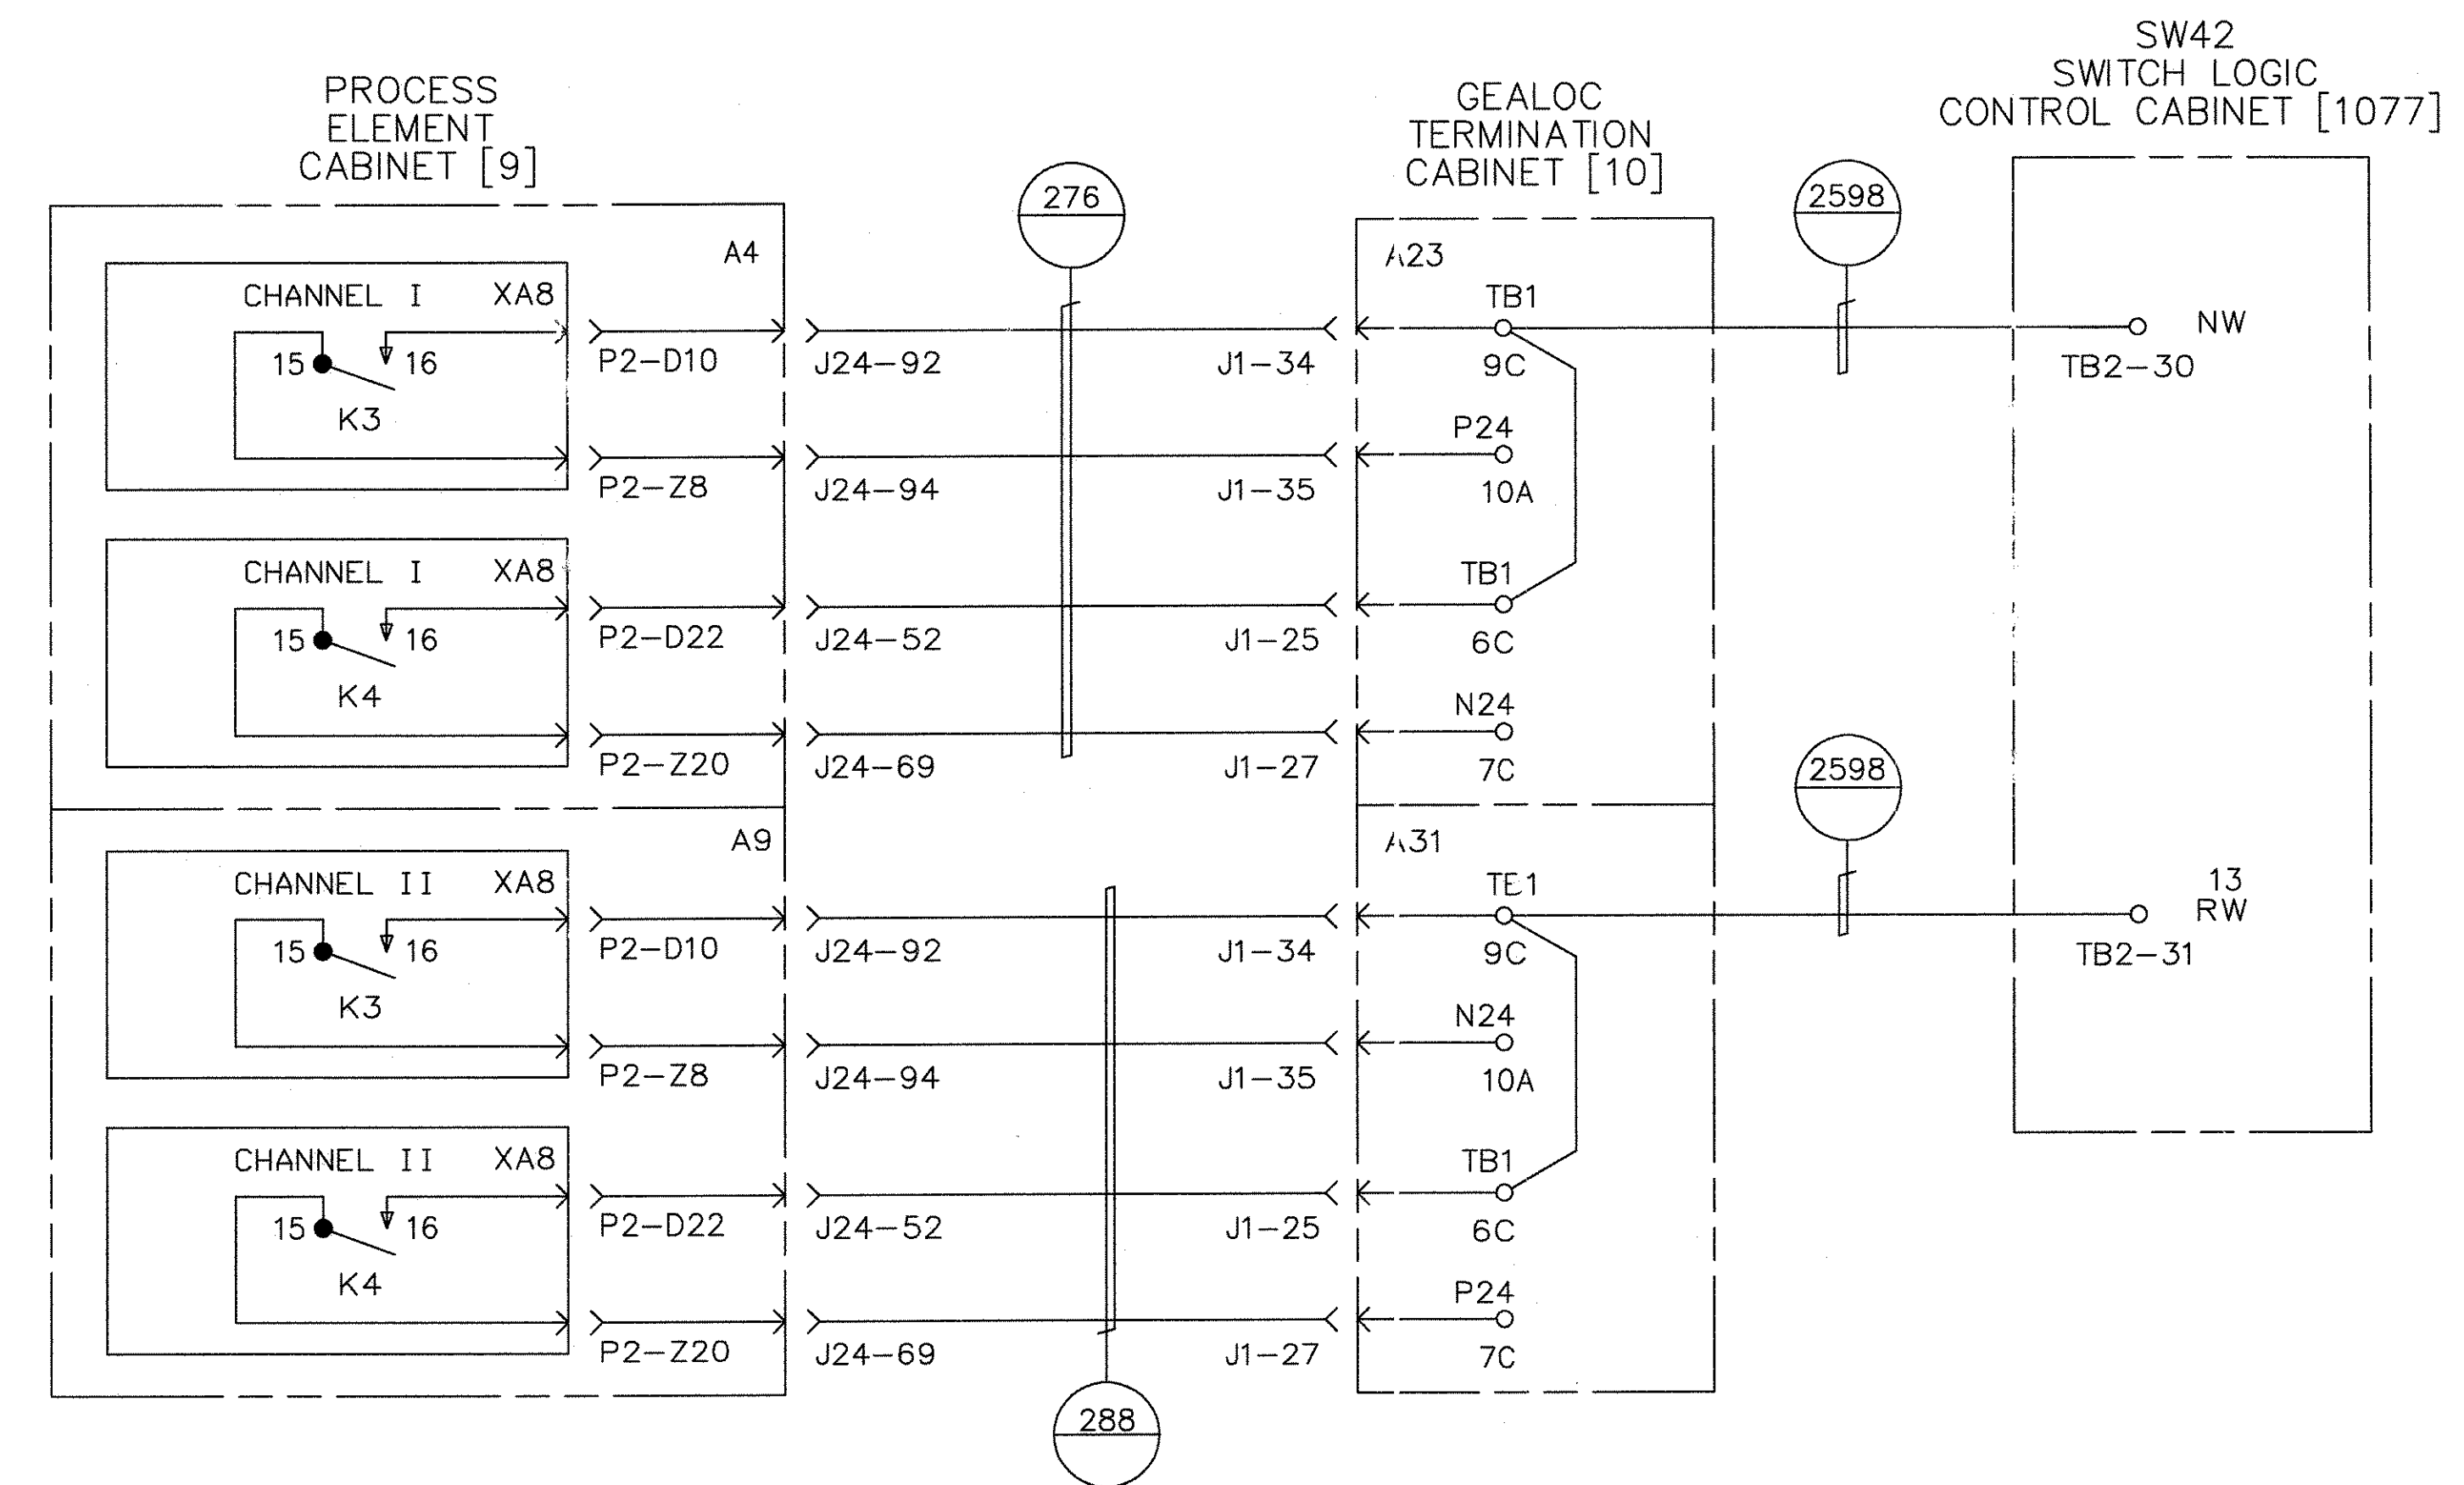 SW42
SWITCH LOGIC
CONTROL CABINET [1077]
PROCESS
ELEMENT
CABINET [9]
GEALOC
TERMINATION
CABINET [10]
276
2598
A4
A23
CHANNEL I XA8
TB1
NW
15 16
P2-D10
J24-92
J1-34
9C
TB2-30
K3
P24
P2-Z8
J24-94
J1-35
10A
CHANNEL I XA8
TB1
15 16
P2-D22
J24-52
J1-25
6C
K4
N24
P2-Z20
J24-69
J1-27
7C
2598
A9
A31
CHANNEL II XA8
TE1
13
RW
15 16
P2-D10
J24-92
J1-34
9C
TB2-31
K3
N24
P2-Z8
J24-94
J1-35
10A
CHANNEL II XA8
TB1
15 16
P2-D22
J24-52
J1-25
6C
K4
P24
P2-Z20
J24-69
J1-27
7C
288